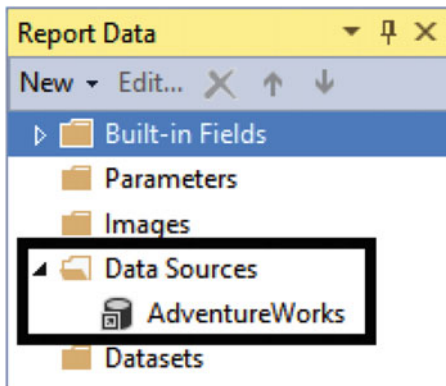 Report Data
New Edit...
Built-in Fields
Parameters
Images
Data Sources
AdventureWorks
Datasets